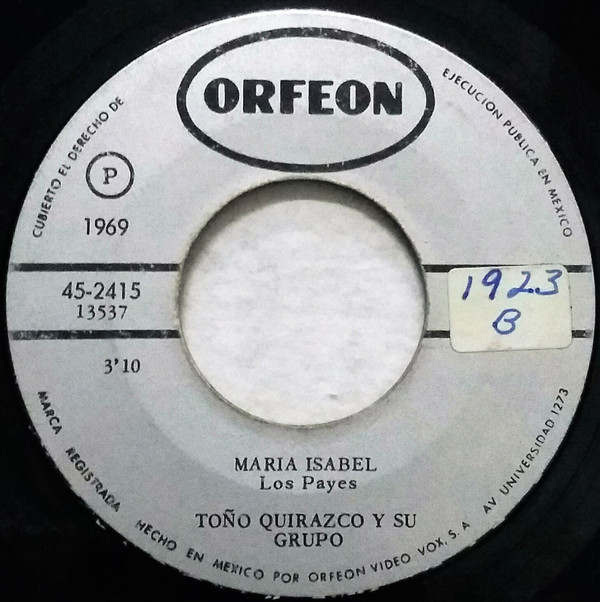 ORFEON
CUBIERTO EL DERECHO DE
EJECUCION PUBLICA EN MEXICO
P
1969
45-2415
13537
1923
B
3'10
MARIA ISABEL
Los Payes
TOÑO QUIRAZCO Y SU
GRUPO
MARCA REGISTRADA HECHO EN MEXICO POR ORFEON VIDEO VOX, S. A AV UNIVERSIDAD 1273